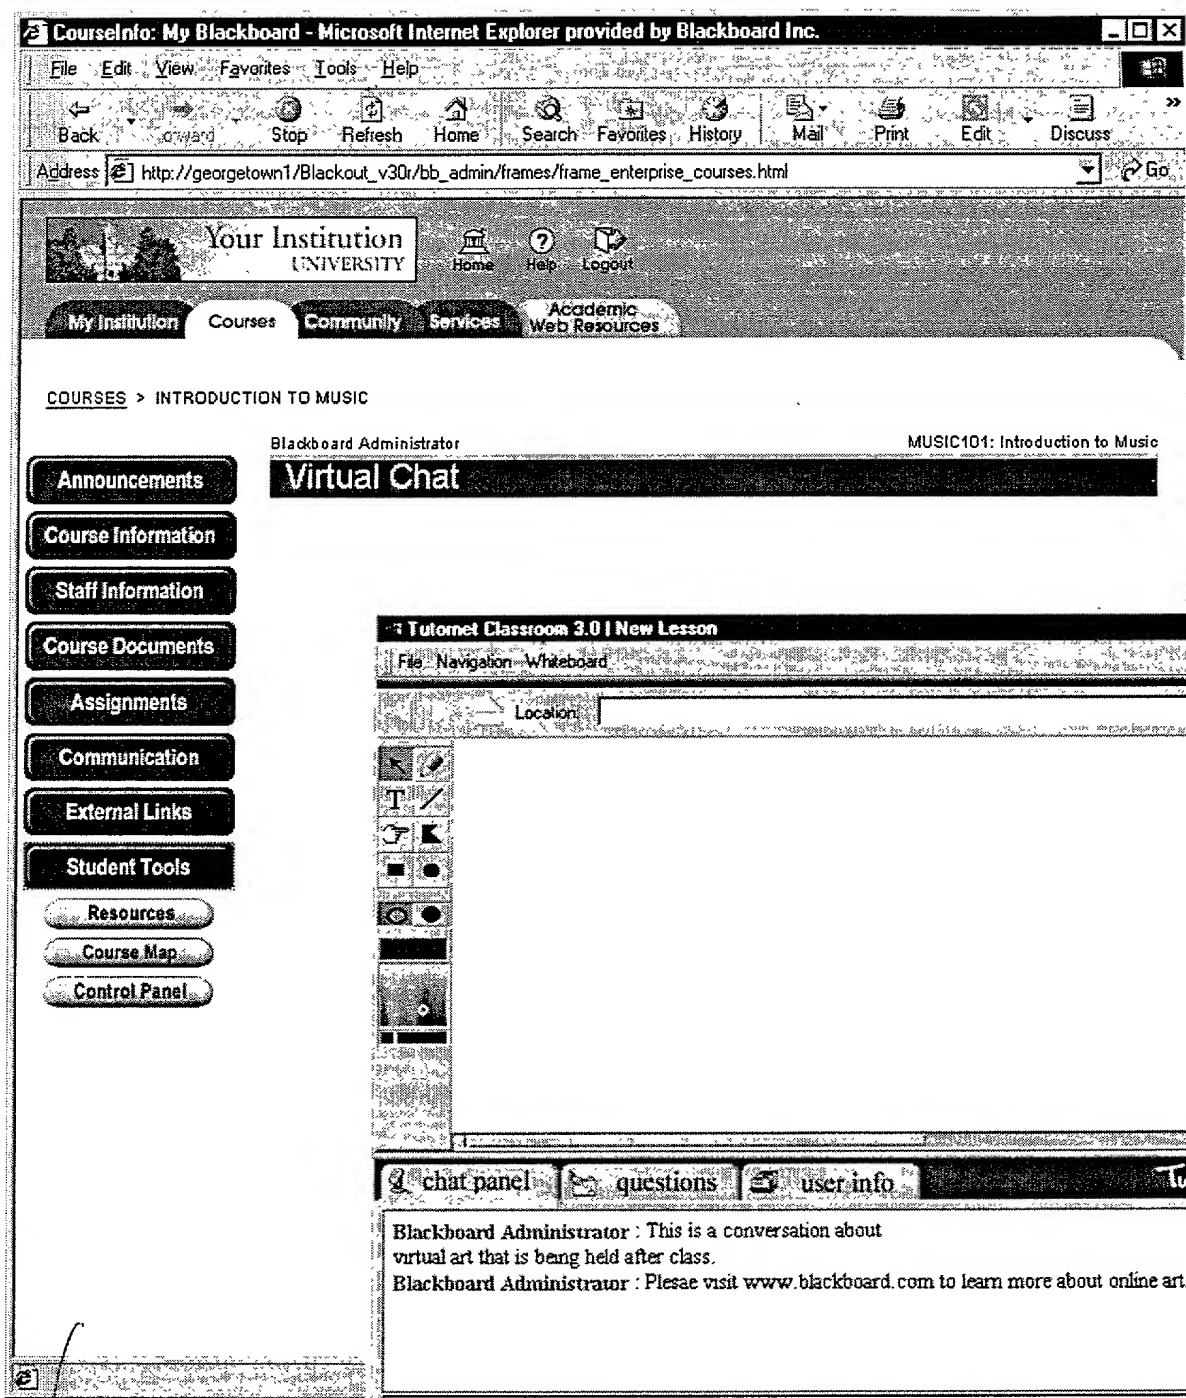 CourseInfo: My Blackboard - Microsoft Internet Explorer provided by Blackboard Inc.
File Edit View Favorites Tools Help
Back Forward Stop Refresh Home Search Favorites History Mail Print Edit Discuss
Address http://georgetown1/Blackout_v30r/bb_admin/frames/frame_enterprise_courses.html Go
Your Institution
UNIVERSITY
Home Help Logout
My Institution Courses Community Services Academic Web Resources
COURSES > INTRODUCTION TO MUSIC
Blackboard Administrator MUSIC101: Introduction to Music
Virtual Chat
Announcements
Course Information
Staff Information
Course Documents
Assignments
Communication
External Links
Student Tools
Resources
Course Map
Control Panel
Tutornet Classroom 3.0 | New Lesson
File Navigation Whiteboard
Location:
T
chat panel questions user info
Blackboard Administrator : This is a conversation about
virtual art that is being held after class.
Blackboard Administrator : Plesae visit www.blackboard.com to learn more about online art.